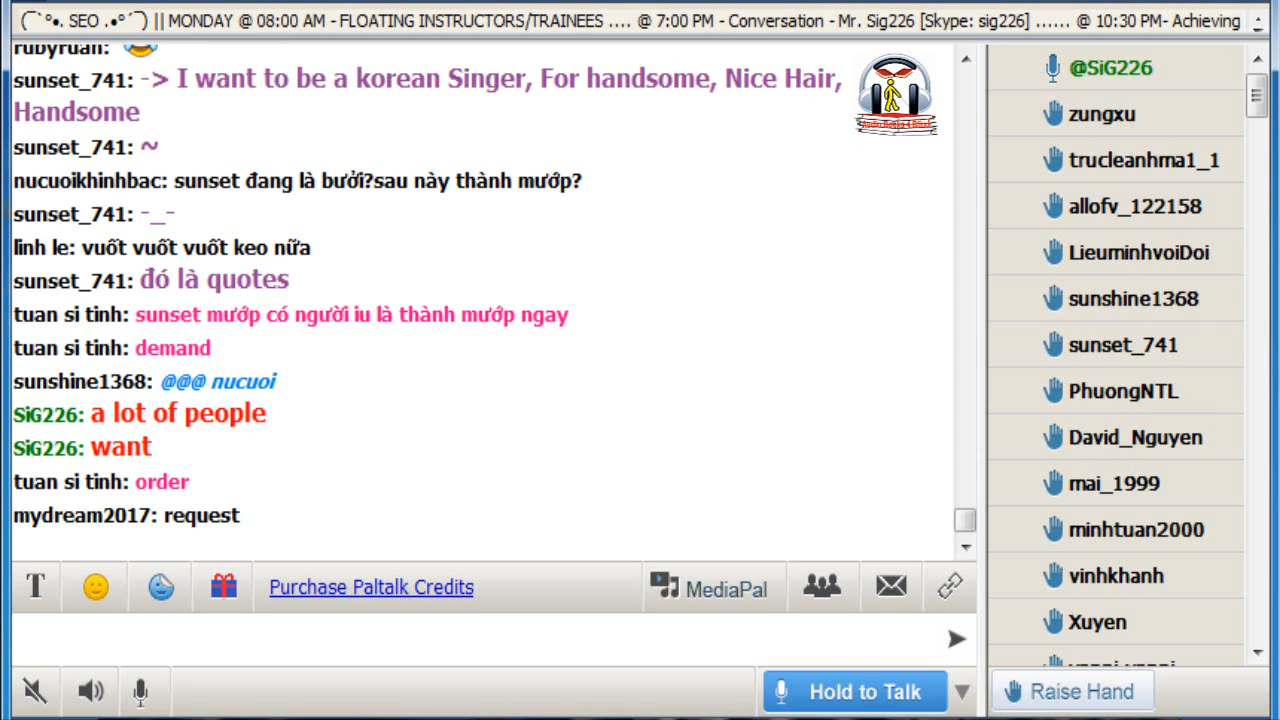 (¯`°•. SEO .•°´¯) || MONDAY @ 08:00 AM - FLOATING INSTRUCTORS/TRAINEES .... @ 7:00 PM - Conversation - Mr. Sig226 [Skype: sig226] ...... @ 10:30 PM- Achieving
rubyruan:
sunset_741: -> I want to be a korean Singer, For handsome, Nice Hair,
Handsome
sunset_741: ~
nucuoikhinhbac: sunset đang là bưởi?sau này thành mướp?
sunset_741: -_-
linh le: vuốt vuốt vuốt keo nữa
sunset_741: đó là quotes
tuan si tinh: sunset mướp có người iu là thành mướp ngay
tuan si tinh: demand
sunshine1368: @@@ nucuoi
SiG226: a lot of people
SiG226: want
tuan si tinh: order
mydream2017: request
Purchase Paltalk Credits
MediaPal
Hold to Talk
@SiG226
zungxu
trucleanhma1_1
allofv_122158
LieuminhvoiDoi
sunshine1368
sunset_741
PhuongNTL
David_Nguyen
mai_1999
minhtuan2000
vinhkhanh
Xuyen
Raise Hand